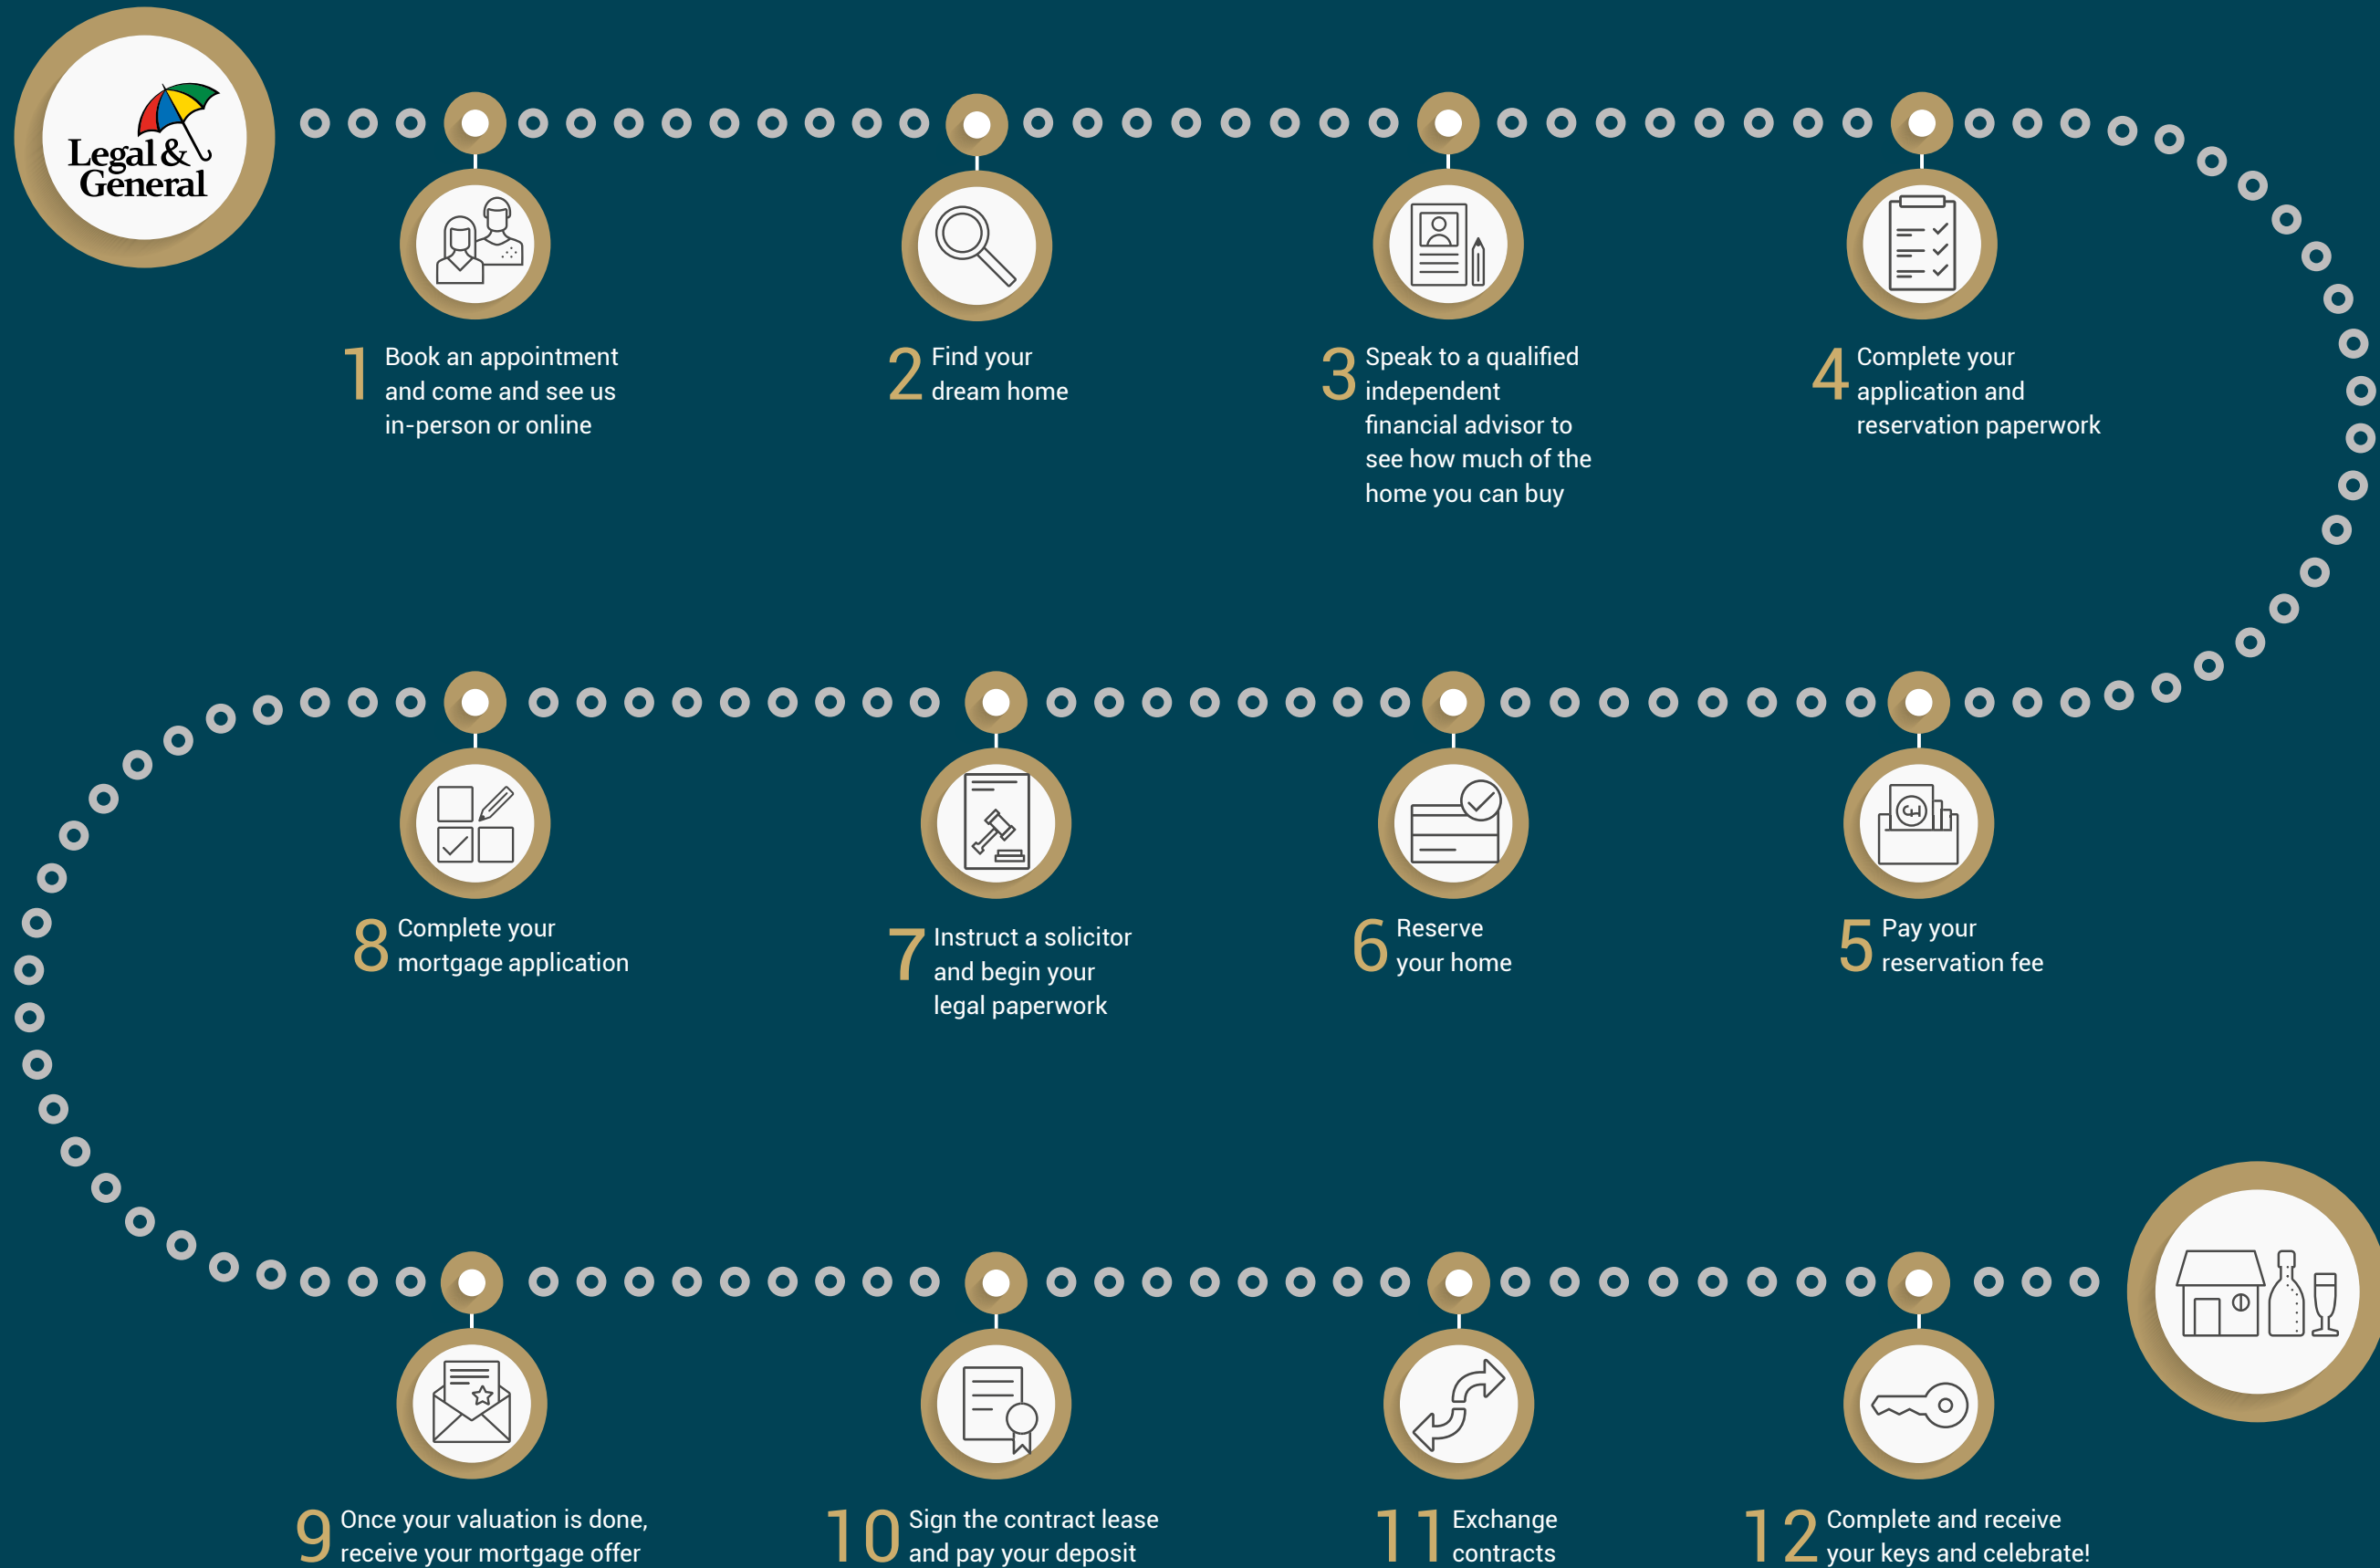 Legal &
General
1 Book an appointment
and come and see us
in-person or online
2 Find your
dream home
3 Speak to a qualified
independent
financial advisor to
see how much of the
home you can buy
4 Complete your
application and
reservation paperwork
5 Pay your
reservation fee
6 Reserve
your home
7 Instruct a solicitor
and begin your
legal paperwork
8 Complete your
mortgage application
9 Once your valuation is done,
receive your mortgage offer
10 Sign the contract lease
and pay your deposit
11 Exchange
contracts
12 Complete and receive
your keys and celebrate!